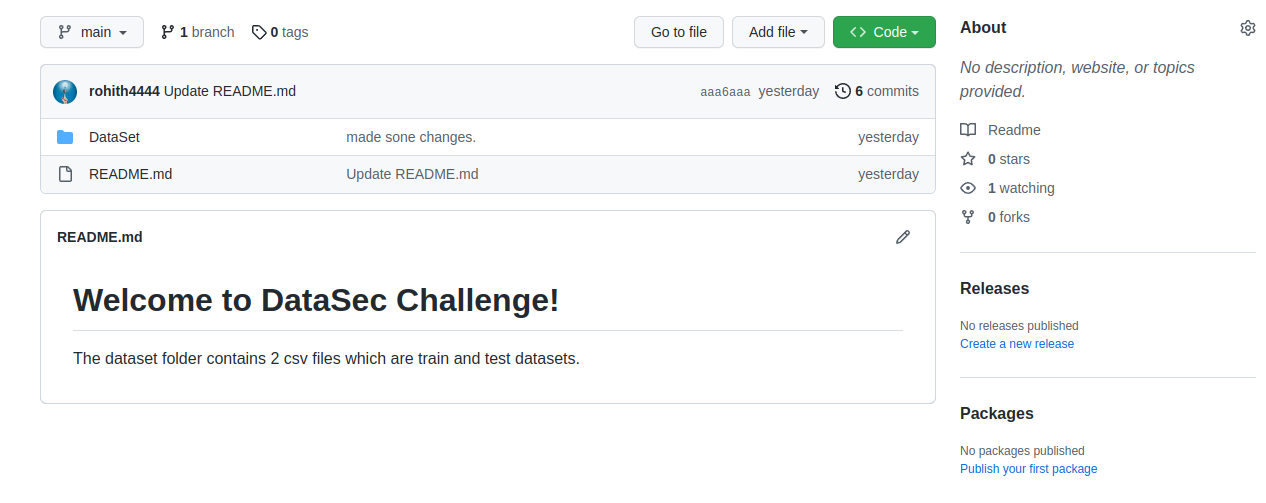 main 1 branch 0 tags Go to file Add file Code
rohith4444 Update README.md aaa6aaa yesterday 6 commits
DataSet made sone changes. yesterday
README.md Update README.md yesterday
README.md
Welcome to DataSec Challenge!
The dataset folder contains 2 csv files which are train and test datasets.
About
No description, website, or topics
provided.
Readme
0 stars
1 watching
0 forks
Releases
No releases published
Create a new release
Packages
No packages published
Publish your first package